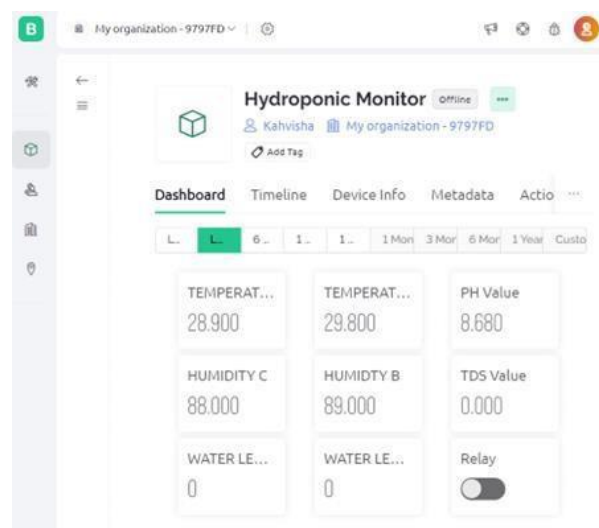 B
My organization - 9797FD
Hydroponic Monitor Offline
Kahvisha My organization - 9797FD
Add Tag
Dashboard Timeline Device Info Metadata Actio
L.. L.. 6 .. 1 .. 1 .. 1 Mon 3 Mor 6 Mor 1 Year Custo
TEMPERAT... TEMPERAT... PH Value
28.900 29.800 8.680
HUMIDITY C HUMIDTY B TDS Value
88.000 89.000 0.000
WATER LE... WATER LE... Relay
0 0